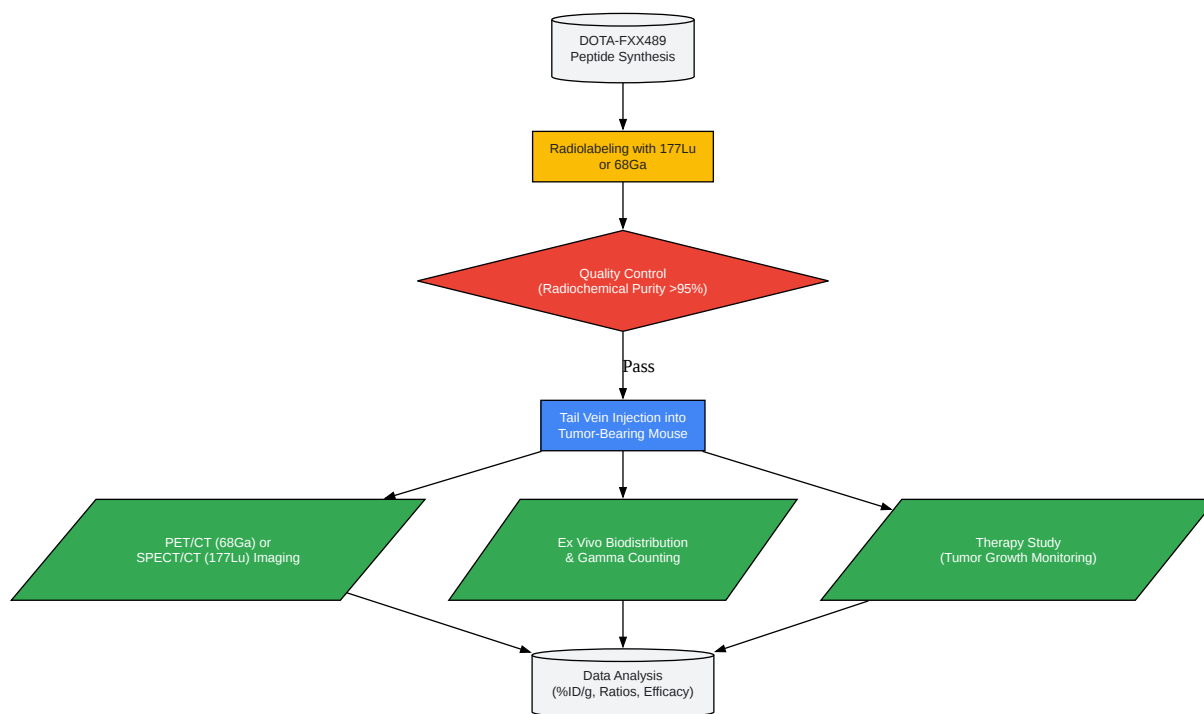 DOTA-FXX489
Peptide Synthesis
Radiolabeling with 177Lu
or 68Ga
Quality Control
(Radiochemical Purity >95%)
Pass
Tail Vein Injection into
Tumor-Bearing Mouse
PET/CT (68Ga) or
SPECT/CT (177Lu) Imaging
Ex Vivo Biodistribution
& Gamma Counting
Therapy Study
(Tumor Growth Monitoring)
Data Analysis
(%ID/g, Ratios, Efficacy)